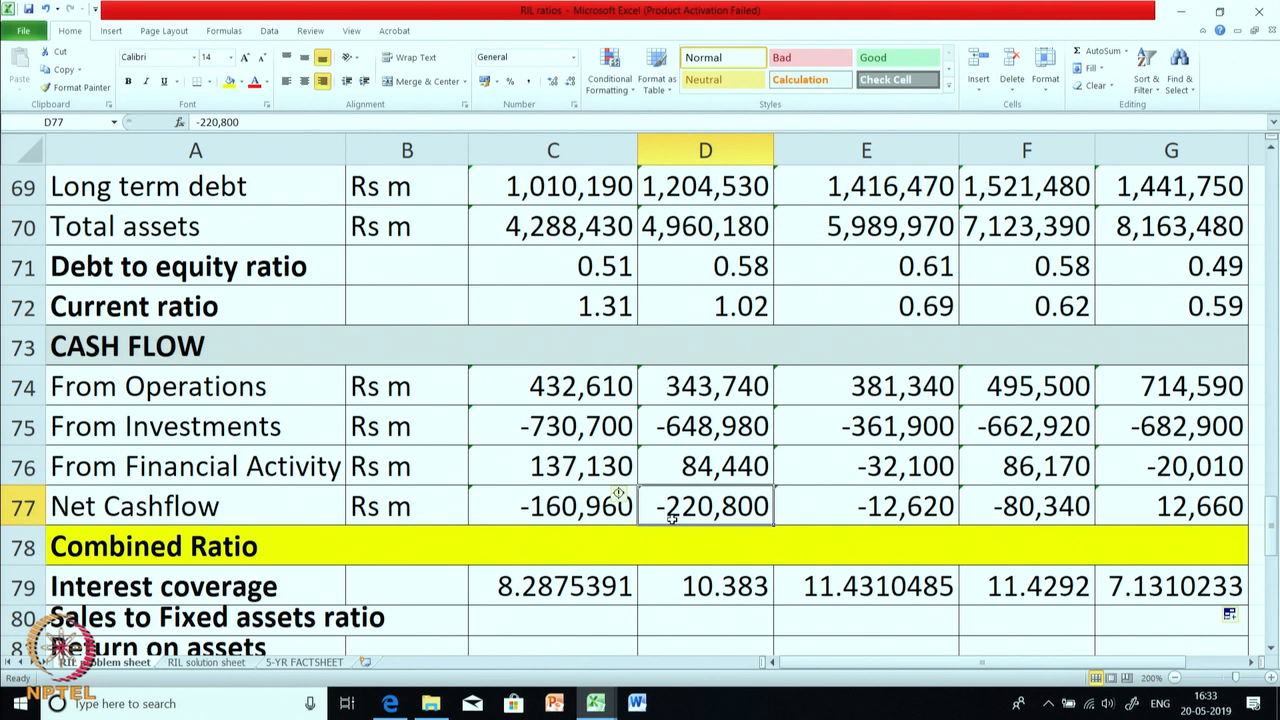 RIL ratios - Microsoft Excel (Product Activation Failed)
File Home Insert Page Layout Formulas Data Review View Acrobat
Cut Copy Format Painter Paste Clipboard
Calibri 14 Font
Wrap Text Merge & Center Alignment
General Number
Conditional Formatting Format as Table
Normal Bad Good
Neutral Calculation Check Cell
Styles
Insert Delete Format Cells
AutoSum Fill Clear Sort & Filter Find & Select Editing
D77 fx -220,800
A B C D E F G
69 Long term debt Rs m 1,010,190 1,204,530 1,416,470 1,521,480 1,441,750
70 Total assets Rs m 4,288,430 4,960,180 5,989,970 7,123,390 8,163,480
71 Debt to equity ratio 0.51 0.58 0.61 0.58 0.49
72 Current ratio 1.31 1.02 0.69 0.62 0.59
73 CASH FLOW
74 From Operations Rs m 432,610 343,740 381,340 495,500 714,590
75 From Investments Rs m -730,700 -648,980 -361,900 -662,920 -682,900
76 From Financial Activity Rs m 137,130 84,440 -32,100 86,170 -20,010
77 Net Cashflow Rs m -160,960 -220,800 -12,620 -80,340 12,660
78 Combined Ratio
79 Interest coverage 8.2875391 10.383 11.4310485 11.4292 7.1310233
80 Sales to Fixed assets ratio
Return on assets
sheet RIL solution sheet 5-YR FACTSHEET
Ready 200%
NPTEL
Type here to search
ENG 16:33
20-05-2019